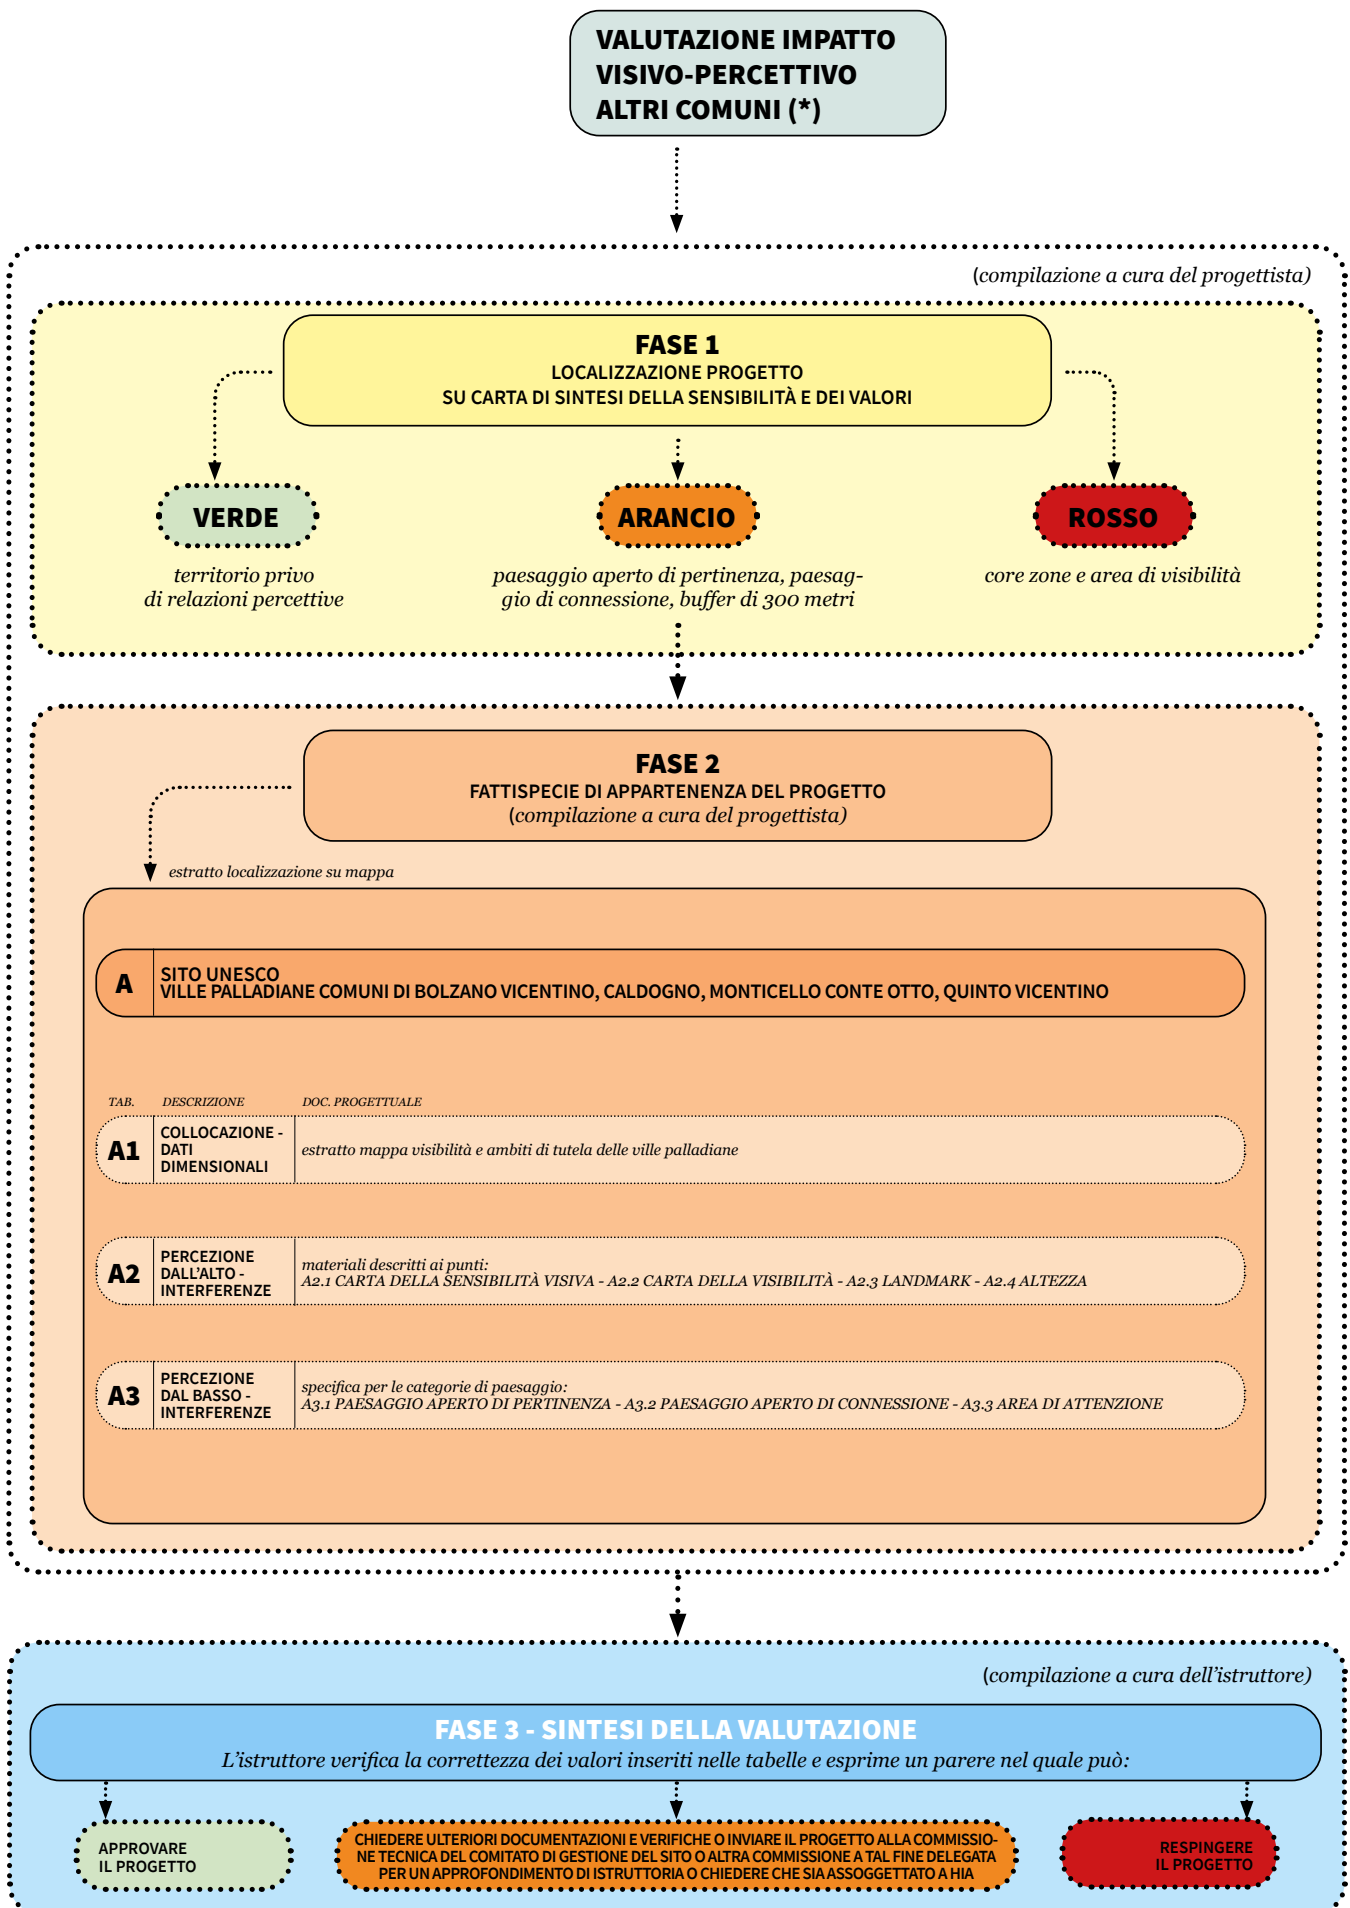 VALUTAZIONE IMPATTO
VISIVO-PERCETTIVO
ALTRI COMUNI (*)
(compilazione a cura del progettista)
FASE 1
LOCALIZZAZIONE PROGETTO
SU CARTA DI SINTESI DELLA SENSIBILITÀ E DEI VALORI
VERDE
ARANCIO
ROSSO
territorio privo
di relazioni percettive
paesaggio aperto di pertinenza, paesag-
gio di connessione, buffer di 300 metri
core zone e area di visibilità
FASE 2
FATTISPECIE DI APPARTENENZA DEL PROGETTO
(compilazione a cura del progettista)
estratto localizzazione su mappa
A
SITO UNESCO
VILLE PALLADIANE COMUNI DI BOLZANO VICENTINO, CALDOGNO, MONTICELLO CONTE OTTO, QUINTO VICENTINO
TAB. DESCRIZIONE DOC. PROGETTUALE
A1
COLLOCAZIONE -
DATI
DIMENSIONALI
estratto mappa visibilità e ambiti di tutela delle ville palladiane
A2
PERCEZIONE
DALL'ALTO -
INTERFERENZE
materiali descritti ai punti:
A2.1 CARTA DELLA SENSIBILITÀ VISIVA - A2.2 CARTA DELLA VISIBILITÀ - A2.3 LANDMARK - A2.4 ALTEZZA
A3
PERCEZIONE
DAL BASSO -
INTERFERENZE
specifica per le categorie di paesaggio:
A3.1 PAESAGGIO APERTO DI PERTINENZA - A3.2 PAESAGGIO APERTO DI CONNESSIONE - A3.3 AREA DI ATTENZIONE
(compilazione a cura dell'istruttore)
FASE 3 - SINTESI DELLA VALUTAZIONE
L'istruttore verifica la correttezza dei valori inseriti nelle tabelle e esprime un parere nel quale può:
APPROVARE
IL PROGETTO
CHIEDERE ULTERIORI DOCUMENTAZIONI E VERIFICHE O INVIARE IL PROGETTO ALLA COMMISSIO-
NE TECNICA DEL COMITATO DI GESTIONE DEL SITO O ALTRA COMMISSIONE A TAL FINE DELEGATA
PER UN APPROFONDIMENTO DI ISTRUTTORIA O CHIEDERE CHE SIA ASSOGGETTATO A HIA
RESPINGERE
IL PROGETTO